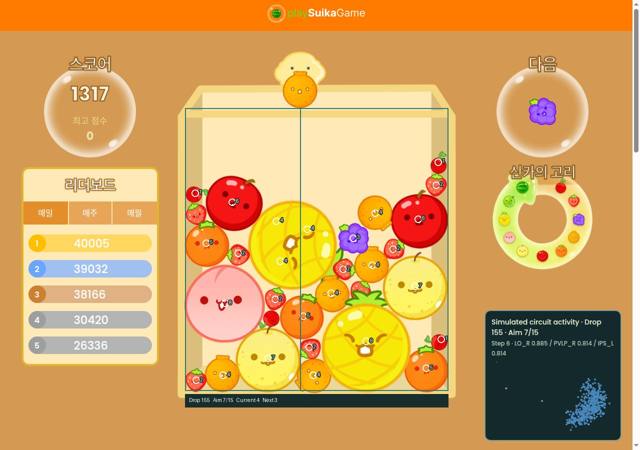 playSuikaGame
스코어
1317
최고 점수
0
다음
신카의 고리
리더보드
매일
매주
매월
1 40005
2 39032
3 38166
4 30420
5 26336
Simulated circuit activity · Drop
155 · Aim 7/15
Step 6 · LO_R 0.885 / PVLP_R 0.814 / IPS_L
0.814
Drop 155 Aim 7/15 Current 4 Next 3